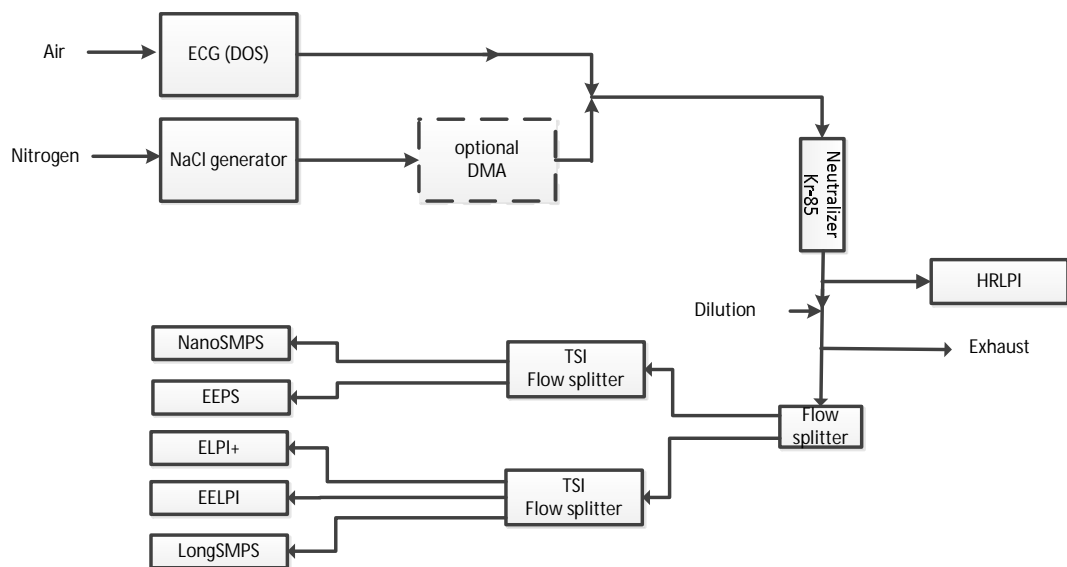 Air
ECG (DOS)
Nitrogen
NaCl generator
optional
DMA
Neutralizer
Kr-85
HRLPI
Dilution
Exhaust
NanoSMPS
TSI
Flow splitter
EEPS
Flow
splitter
ELPI+
EELPI
TSI
Flow splitter
LongSMPS